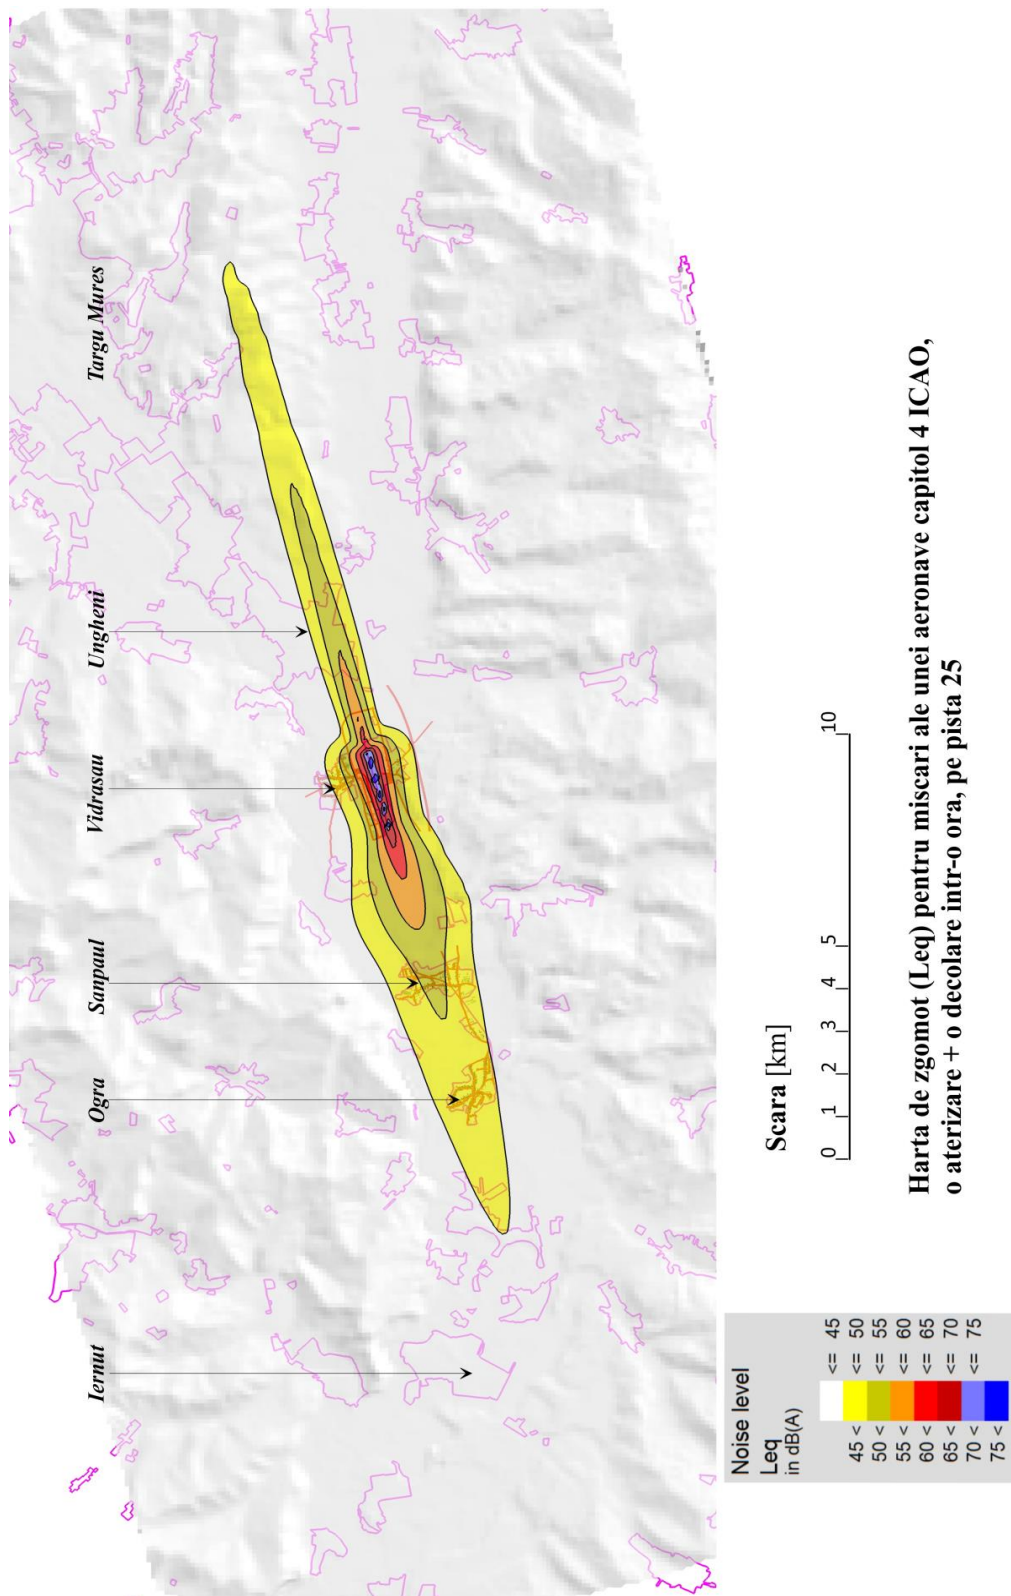 Iernut
Ogra
Sanpaul
Vidrasau
Ungheni
Targu Mures
Noise level
Leq
in dB(A)
<= 45
45 < <= 50
50 < <= 55
55 < <= 60
60 < <= 65
65 < <= 70
70 < <= 75
75 <
Scara [km]
0 1 2 3 4 5 10
Harta de zgomot (Leq) pentru miscari ale unei aeronave capitol 4 ICAO,
o aterizare + o decolare intr-o ora, pe pista 25